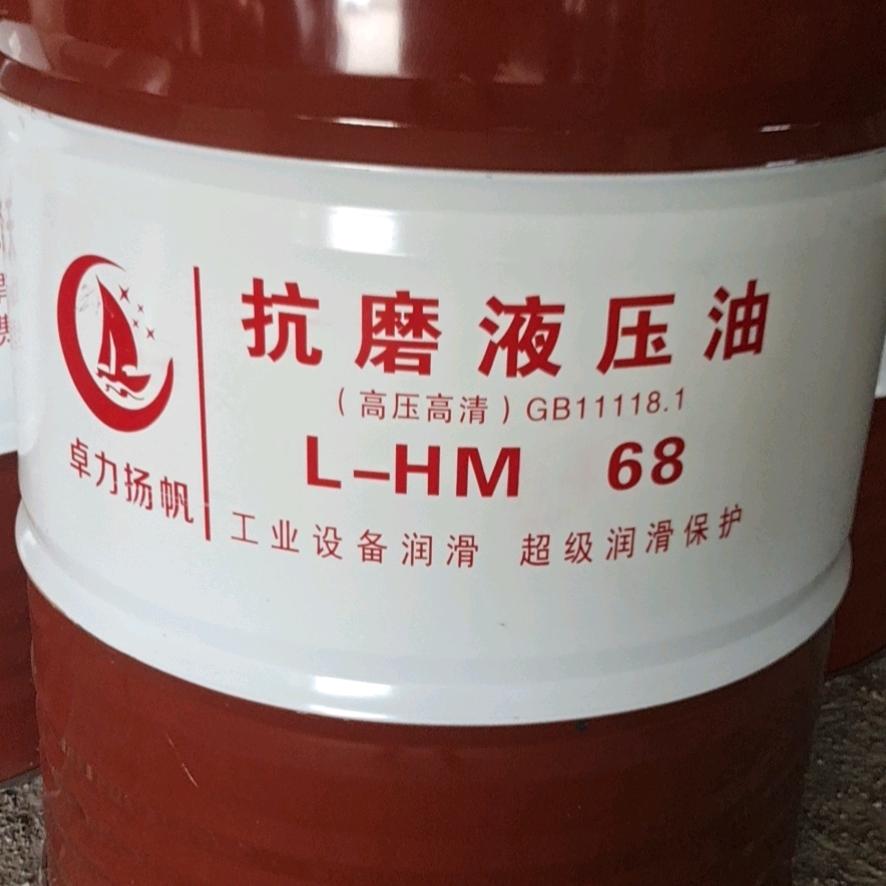 抗磨液压油
（高压高清）GB11118.1
L-HM 68
工业设备润滑 超级润滑保护
卓力扬帆